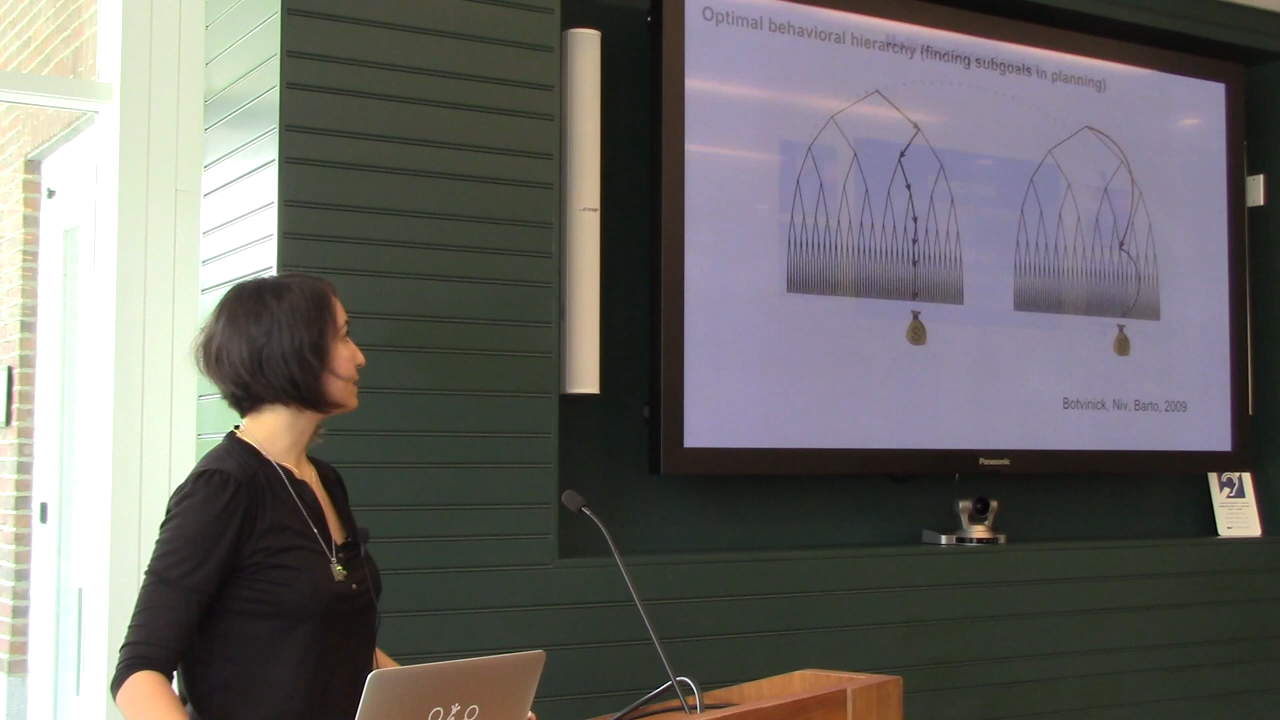 Optimal behavioral hierarchy (finding subgoals in planning)
Botvinick, Niv, Barto, 2009
Panasonic